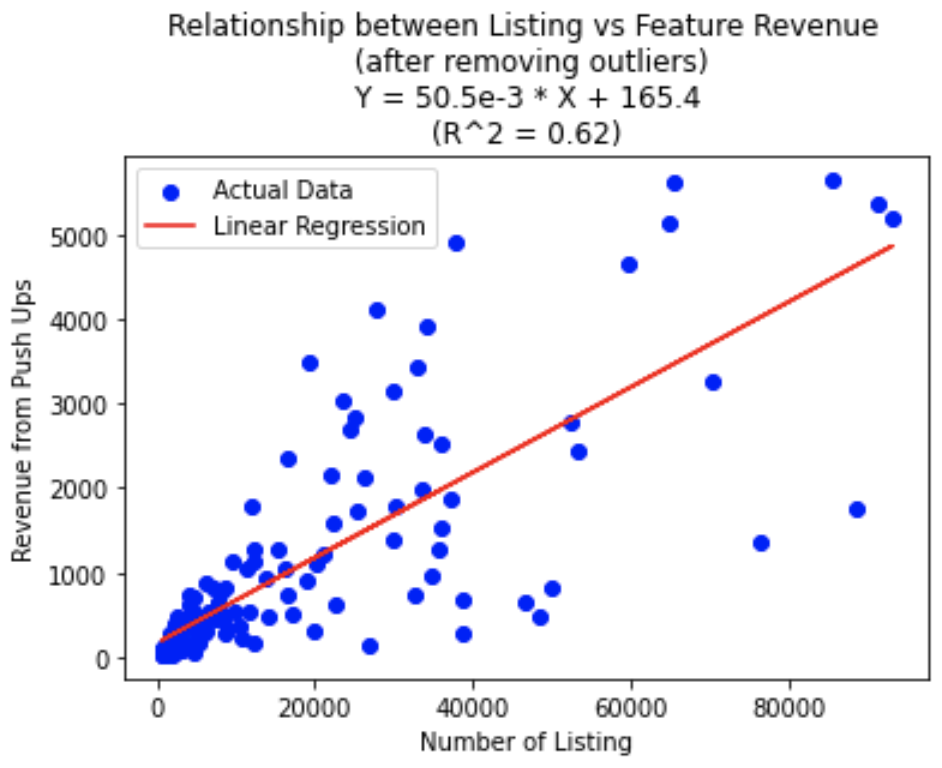 Relationship between Listing vs Feature Revenue
(after removing outliers)
Y = 50.5e-3 * X + 165.4
(R^2 = 0.62)
Actual Data
Linear Regression
Revenue from Push Ups
5000
4000
3000
2000
1000
0
0
20000
40000
60000
80000
Number of Listing